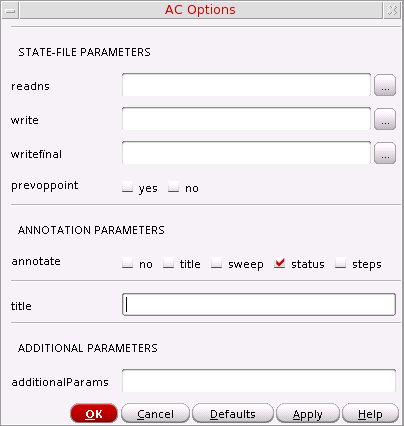 AC Options
STATE-FILE PARAMETERS
readns ...
write ...
writefinal ...
prevoppoint yes no
ANNOTATION PARAMETERS
annotate no title sweep status steps
title
ADDITIONAL PARAMETERS
additionalParams
OK Cancel Defaults Apply Help